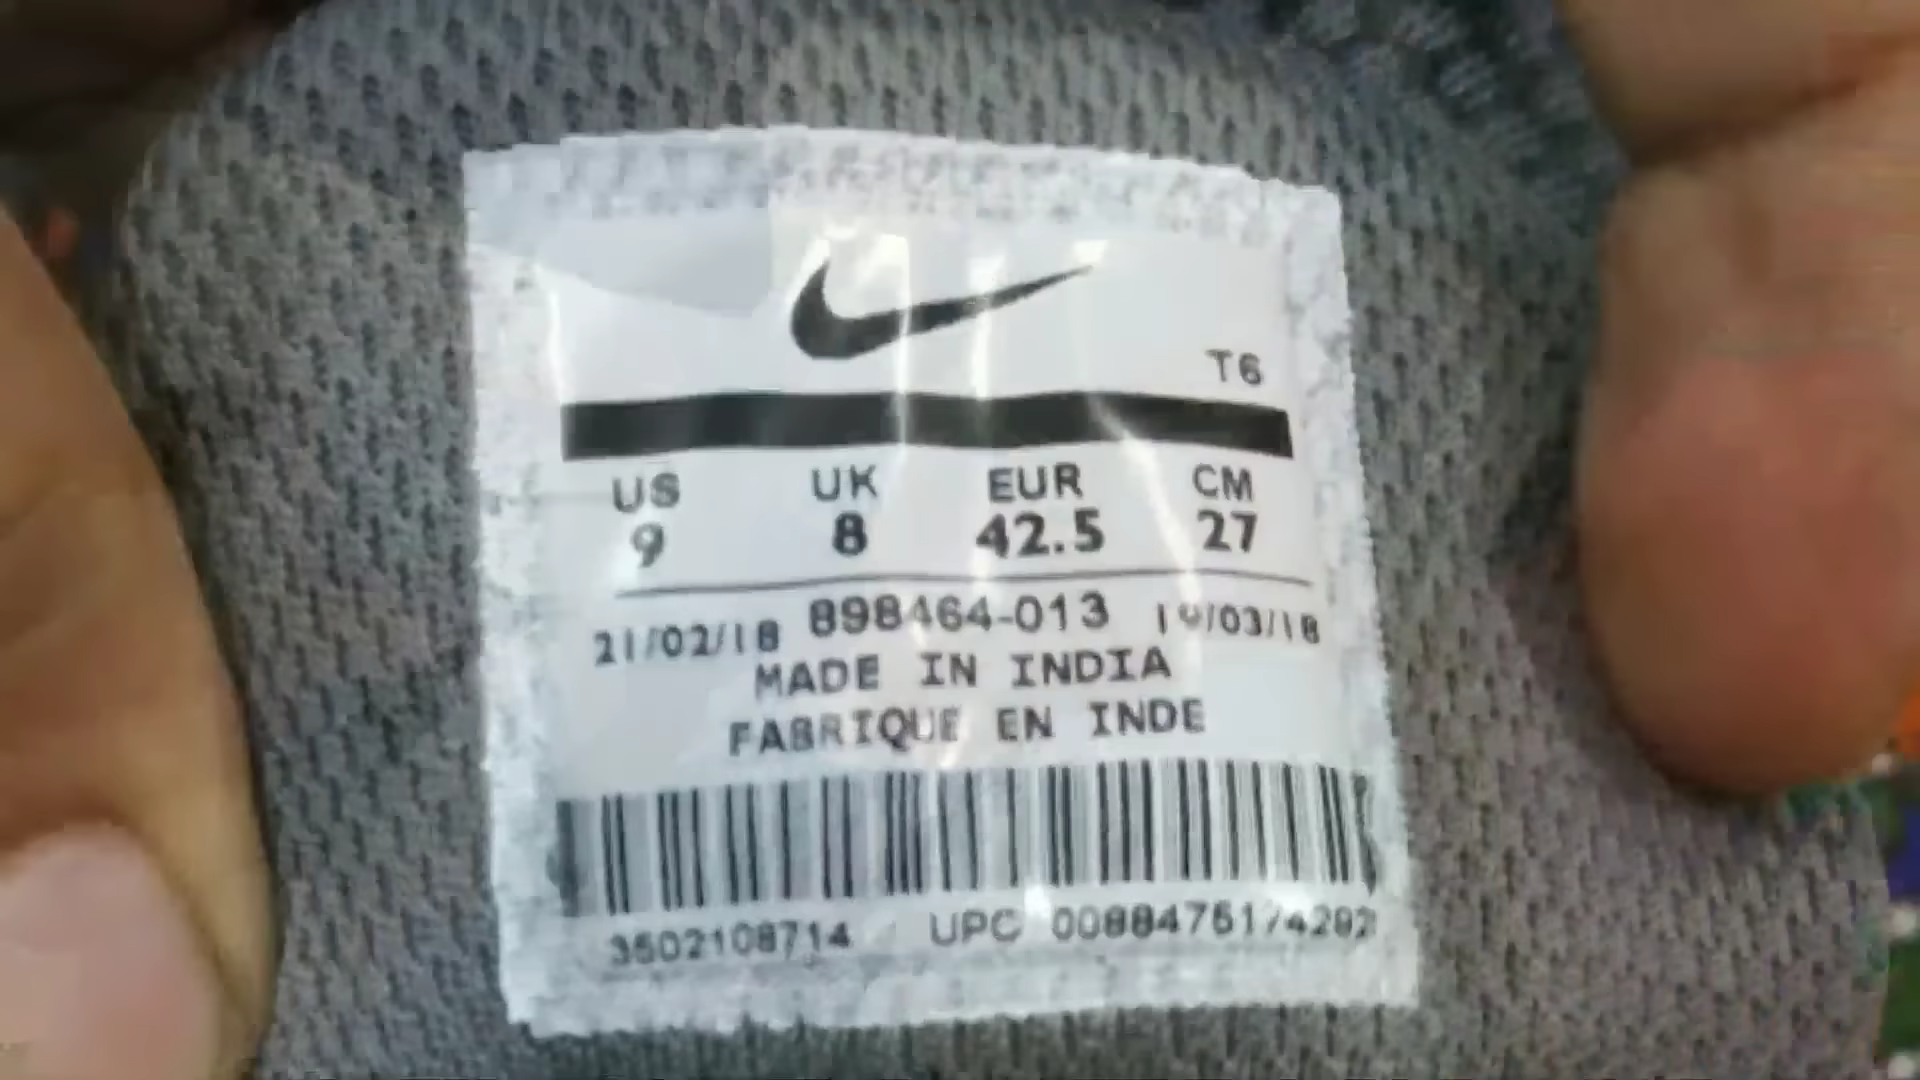 T6
US UK EUR CM
9 8 42.5 27
21/02/18 898464-013
MADE IN INDIA
FABRIQUE EN INDE
3502108714 UPC